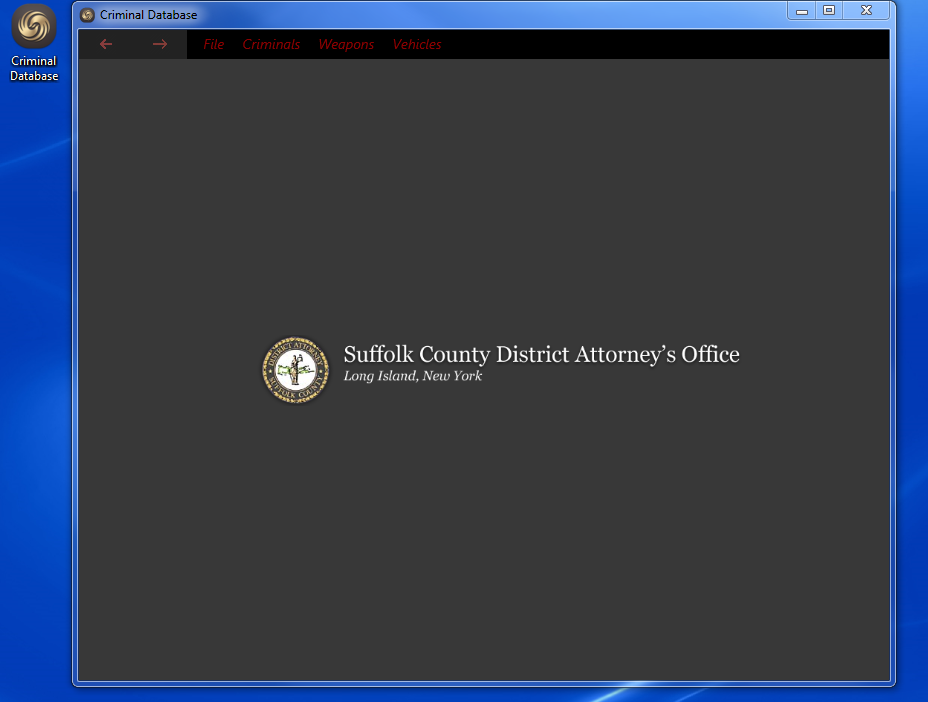 Criminal
Database
Criminal Database
File Criminals Weapons Vehicles
DISTRICT ATTORNEY
SUFFOLK COUNTY
Suffolk County District Attorney’s Office
Long Island, New York